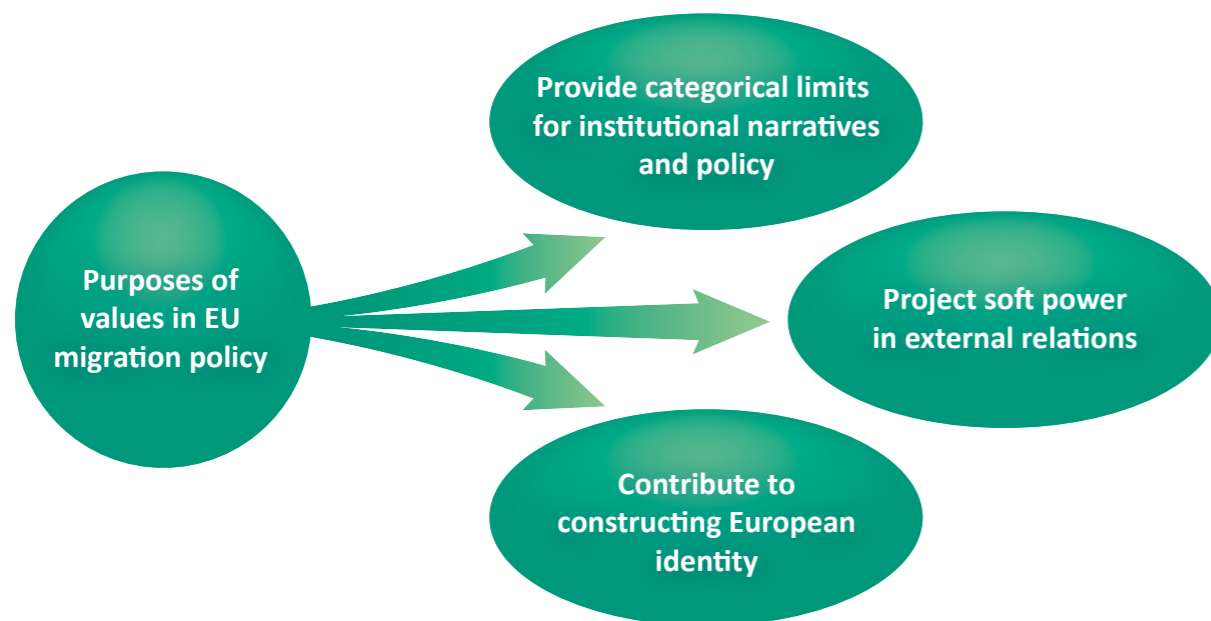 Purposes of
values in EU
migration policy
Provide categorical limits
for institutional narratives
and policy
Project soft power
in external relations
Contribute to
constructing European
identity